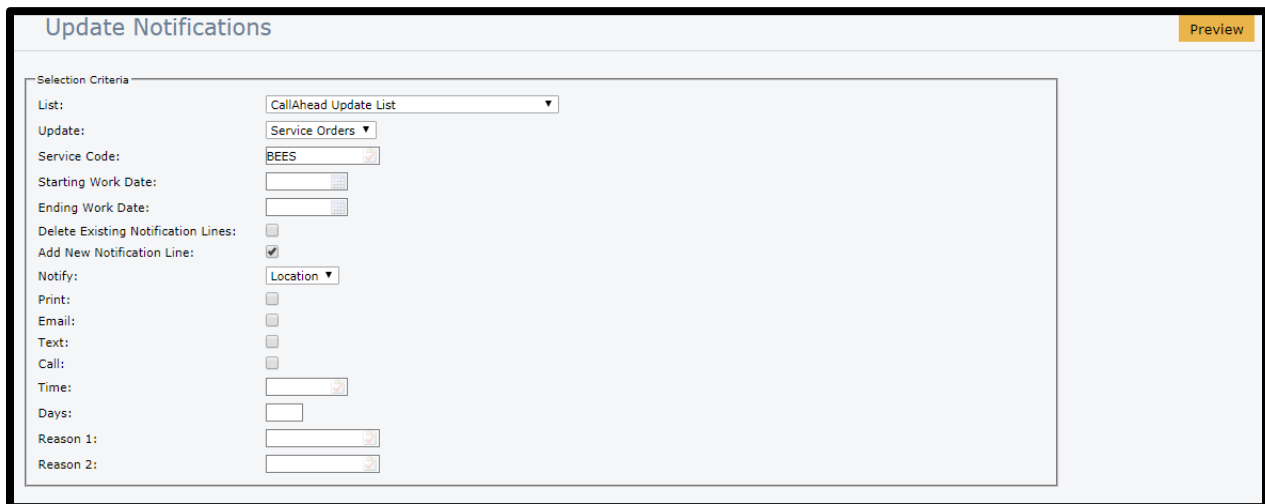 Update Notifications
Preview
Selection Criteria
List: CallAhead Update List
Update: Service Orders
Service Code: BEES
Starting Work Date:
Ending Work Date:
Delete Existing Notification Lines:
Add New Notification Line:
Notify: Location
Print:
Email:
Text:
Call:
Time:
Days:
Reason 1:
Reason 2: